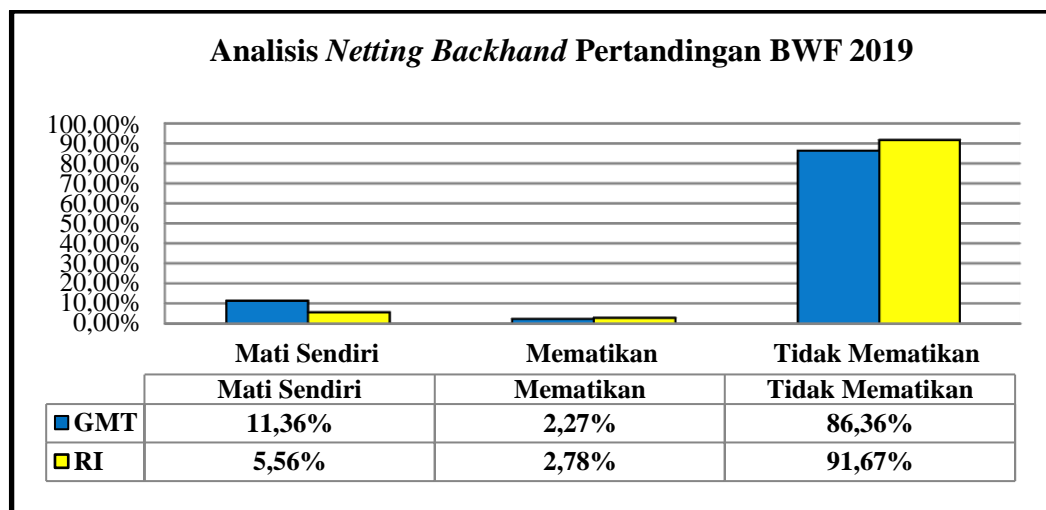 Analisis Netting Backhand Pertandingan BWF 2019
100,00%
90,00%
80,00%
70,00%
60,00%
50,00%
40,00%
30,00%
20,00%
10,00%
0,00%
Mati Sendiri Mematikan Tidak Mematikan
Mati Sendiri Mematikan Tidak Mematikan
GMT 11,36% 2,27% 86,36%
RI 5,56% 2,78% 91,67%